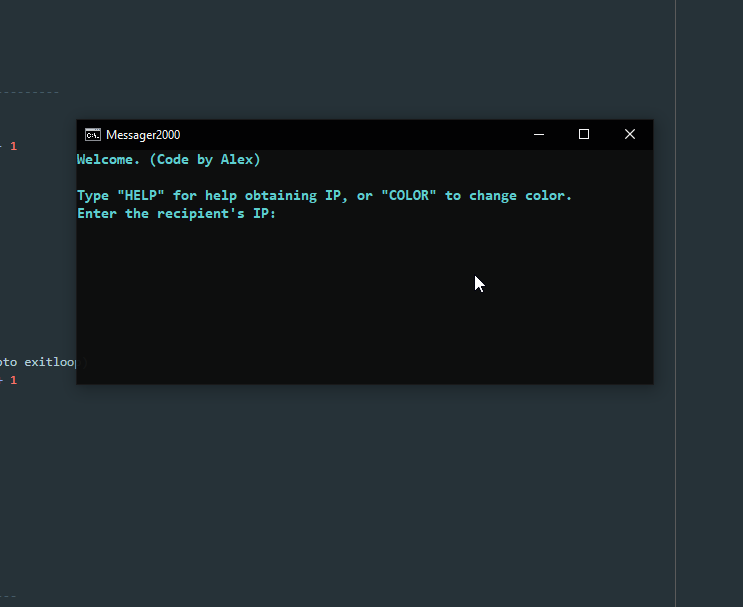 - 1
Messager2000
Welcome. (Code by Alex)
Type "HELP" for help obtaining IP, or "COLOR" to change color.
Enter the recipient's IP:
oto exitloop
- 1